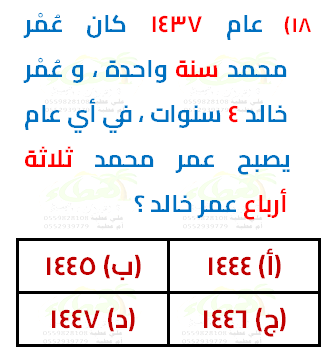 ١٨) عام ١٤٣٧ كان عُمْر
محمد سنة واحدة ، و عُمْر
خالد ٤ سنوات ، في أي عام
يصبح عمر محمد ثلاثة
أرباع عمر خالد ؟
(أ) ١٤٤٤ (ب) ١٤٤٥
(ج) ١٤٤٦ (د) ١٤٤٧